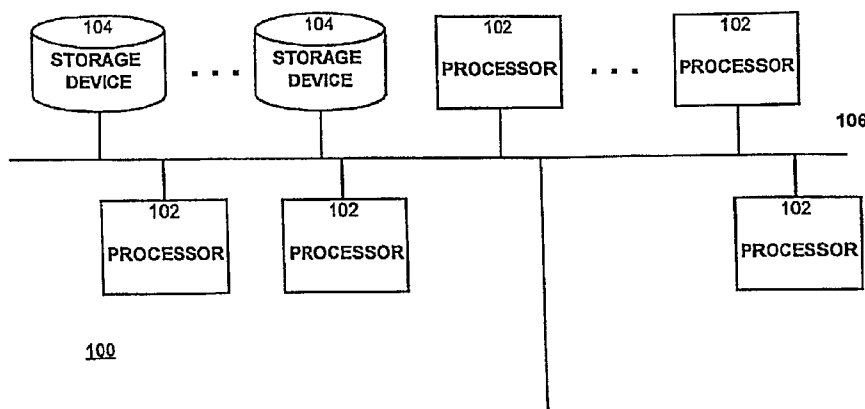 104
STORAGE
DEVICE
. . .
104
STORAGE
DEVICE
102
PROCESSOR
. . .
102
PROCESSOR
106
102
PROCESSOR
102
PROCESSOR
102
PROCESSOR
100